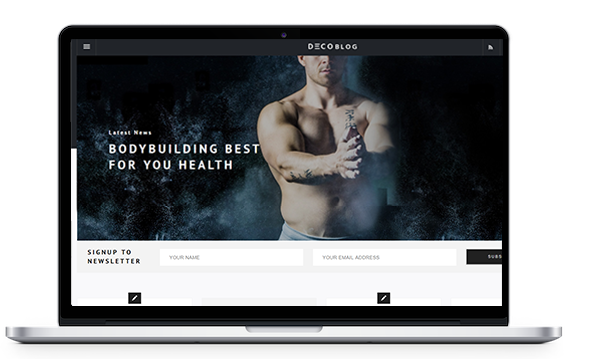 DECOBLOG
Latest News
BODYBUILDING BEST
FOR YOU HEALTH
SIGNUP TO
NEWSLETTER
YOUR NAME
YOUR EMAIL ADDRESS
SUBS